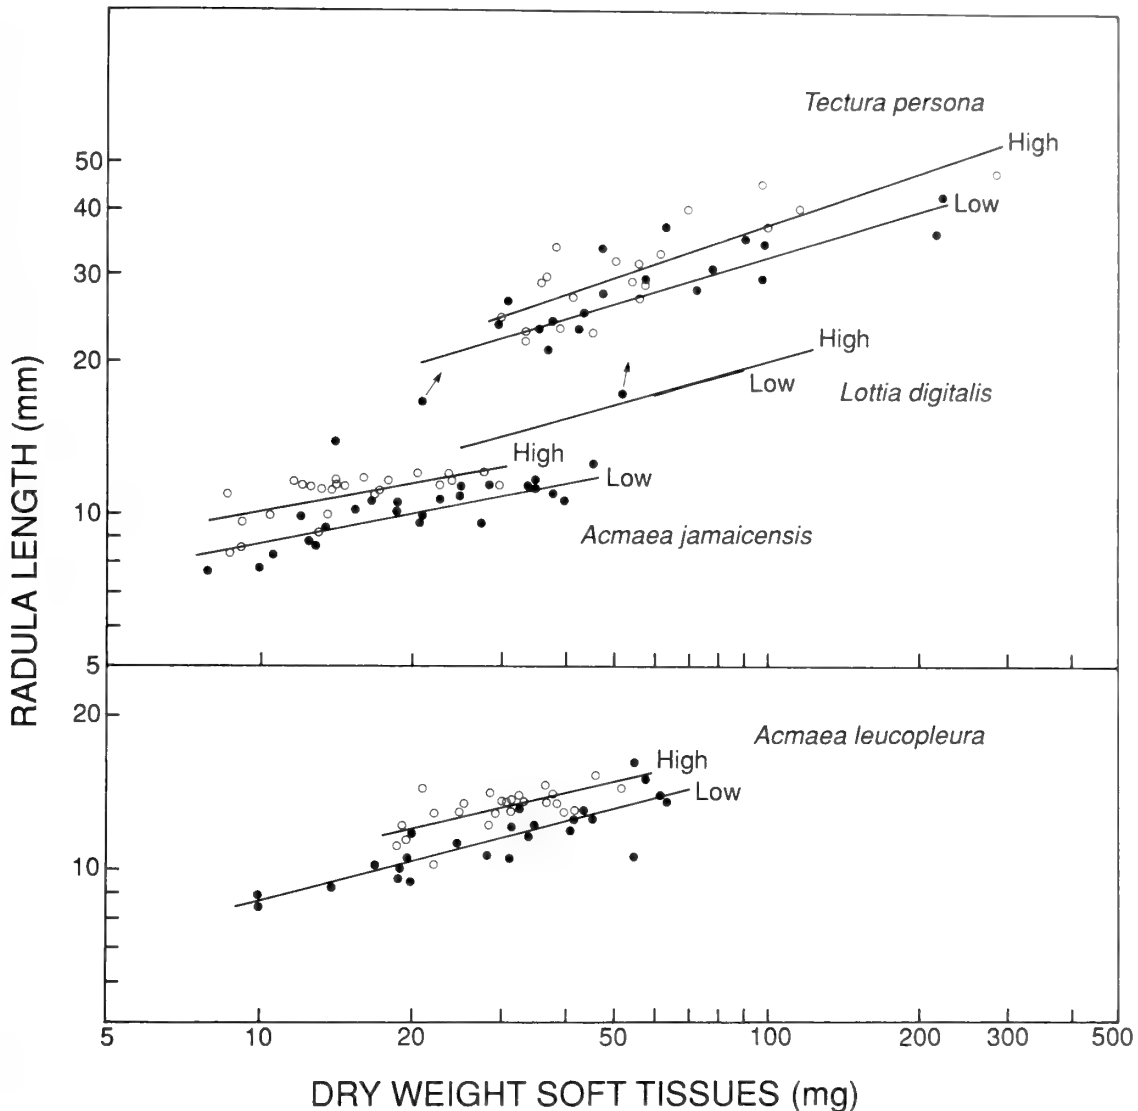 Tectura persona
High
50
40
Low
30
20
High
Low
Lottia digitalis
High
Low
10
Acmaea jamaicensis
5
RADULA LENGTH (mm)
20
Acmaea leucopleura
High
Low
10
5 10 20 50 100 200 300 500
DRY WEIGHT SOFT TISSUES (mg)